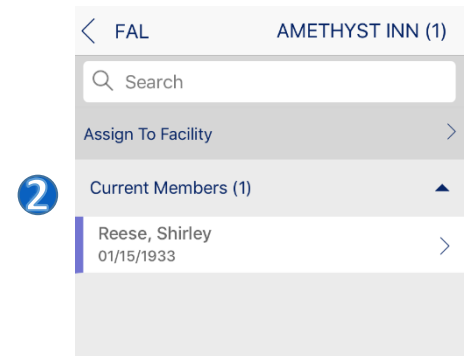 FAL AMETHYST INN (1)
Search
Assign To Facility
2 Current Members (1)
Reese, Shirley
01/15/1933